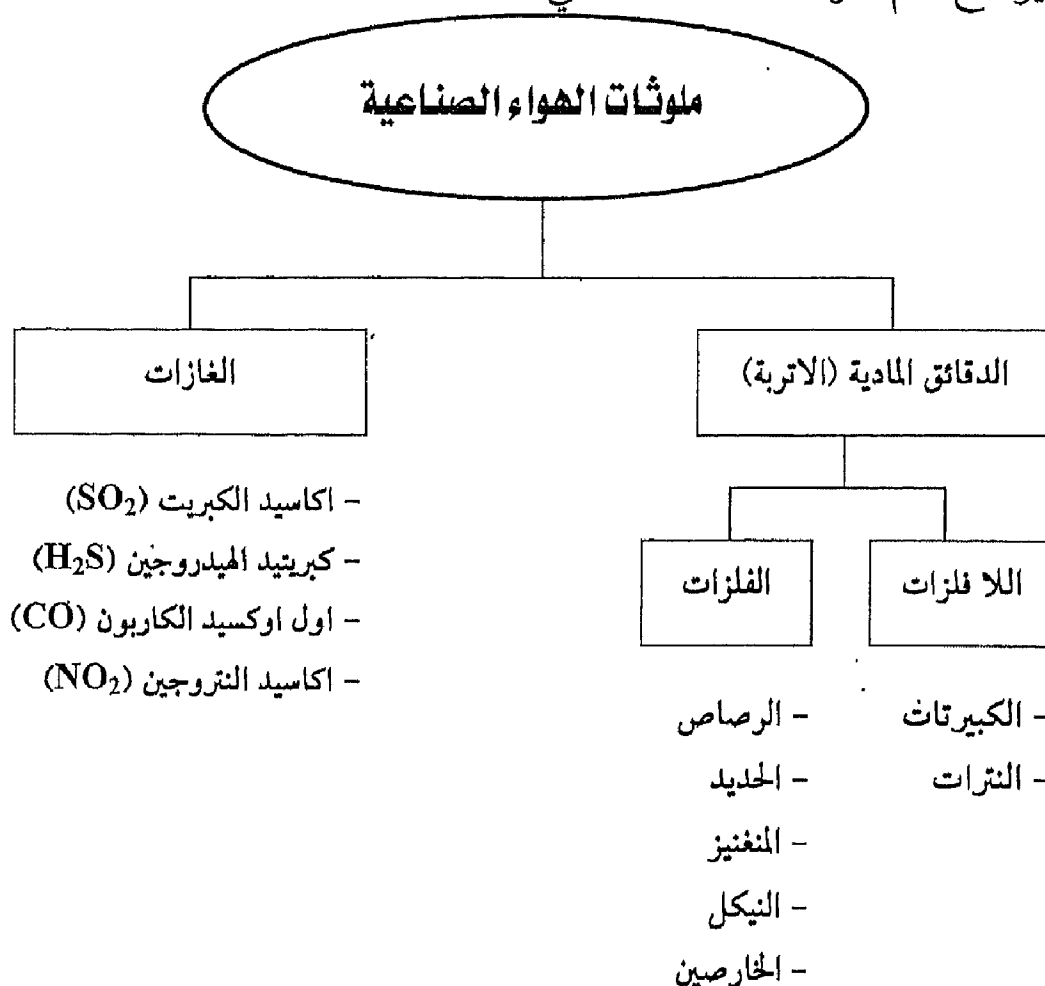 ملوثات الهواء الصناعية
الدقائق المادية (الاتربة)
الغازات
اللا فلزات
الفلزات
- الكبيرتات
- النترات
- الرصاص
- الحديد
- المنغنيز
- النيكل
- الخارصين
- اكاسيد الكبريت (SO₂)
- كبريتيد الهيدروجين (H₂S)
- اول اوكسيد الكاربون (CO)
- اكاسيد النتروجين (NO₂)